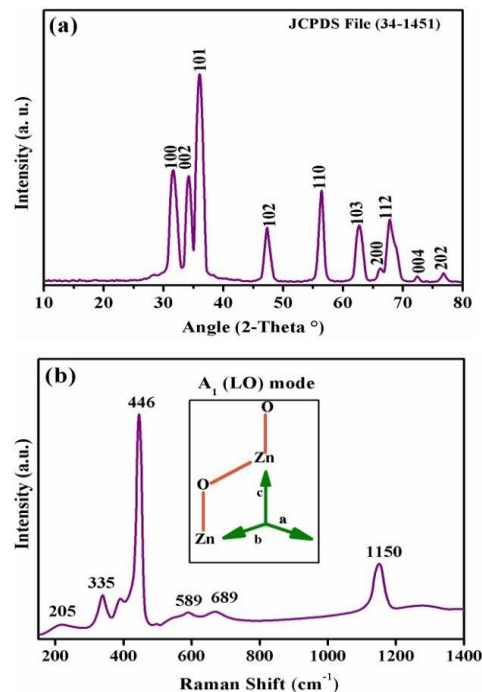 (a)
JCPDS File (34-1451)
101
100
002
110
102
103
112
200
004
202
Intensity (a. u.)
10 20 30 40 50 60 70 80
Angle (2-Theta °)
(b)
A1 (LO) mode
446
O
Zn
O
c
a
b
Zn
1150
335
205
589
689
Intensity (a.u.)
200 400 600 800 1000 1200 1400
Raman Shift (cm-1)